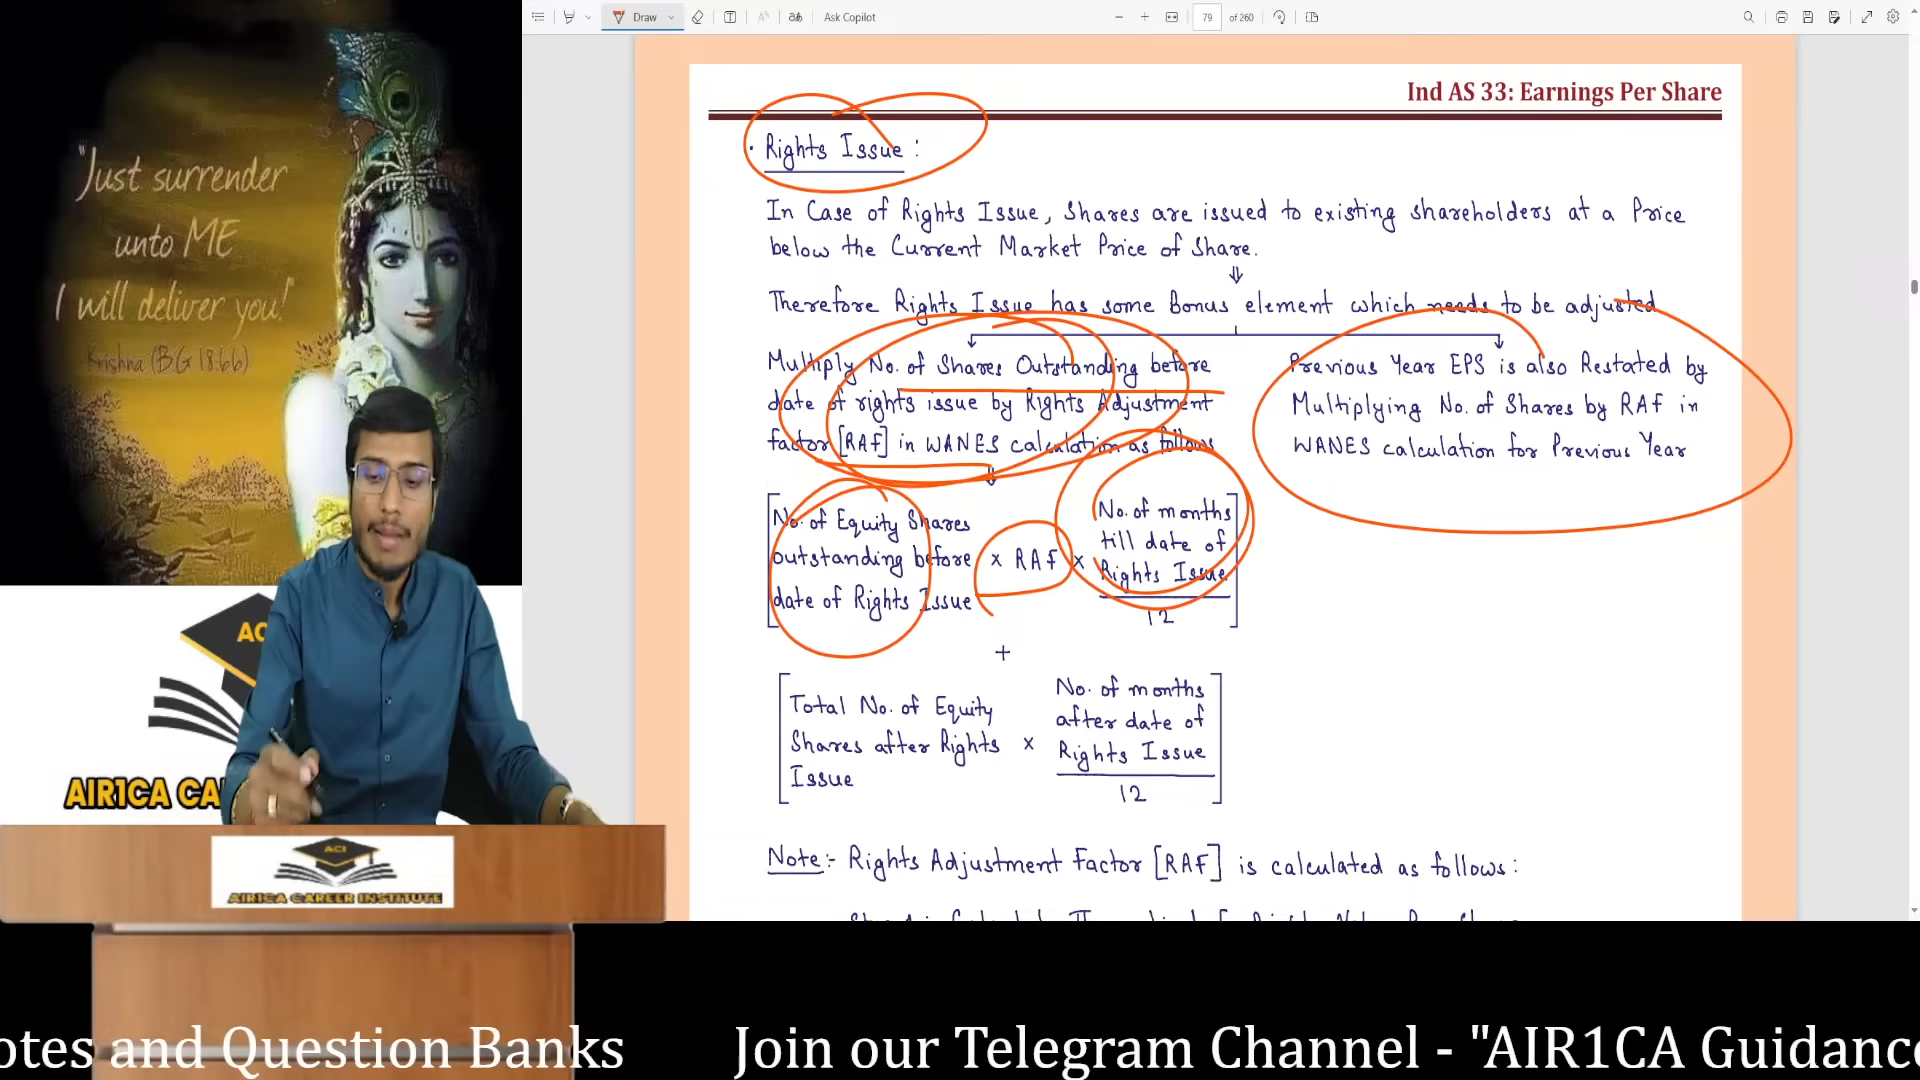 Draw
Ask Copilot
79 of 260
Ind AS 33: Earnings Per Share
"Just surrender
unto ME
I will deliver you!"
Krishna (B.G 18:66)
• Rights Issue :
In Case of Rights Issue, Shares are issued to existing shareholders at a Price
below the Current Market Price of Share.
Therefore Rights Issue has some Bonus element which needs to be adjusted
Multiply No. of Shares Outstanding before
date of rights issue by Rights Adjustment
factor [RAF] in WANES calculation as follows
Previous Year EPS is also Restated by
Multiplying No. of Shares by RAF in
WANES calculation for Previous Year
[No. of Equity Shares
outstanding before
date of Rights Issue
× RAF ×
No. of months
till date of
Rights Issue
12]
+
[Total No. of Equity
Shares after Rights
Issue
×
No. of months
after date of
Rights Issue
12]
Note:- Rights Adjustment Factor [RAF] is calculated as follows :
AC
AIR1CA CA
ACI
AIR1CA CAREER INSTITUTE
otes and Question Banks
Join our Telegram Channel - "AIR1CA Guidance